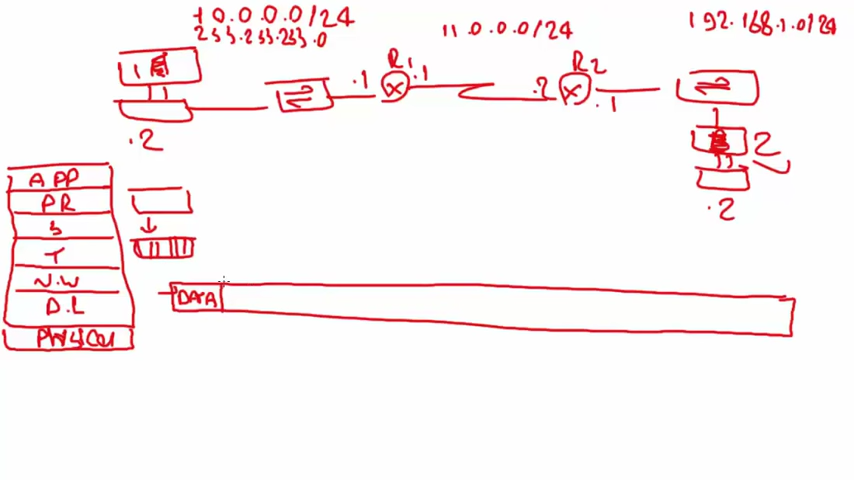 10.0.0.0/24
255.255.255.0
11.0.0.0/24
192.168.1.0/24
R1
R2
1
.1
.1
.2
.1
.2
2
.2
APP
PR
S
T
N.W
D.L
PHYSICAL
DATA